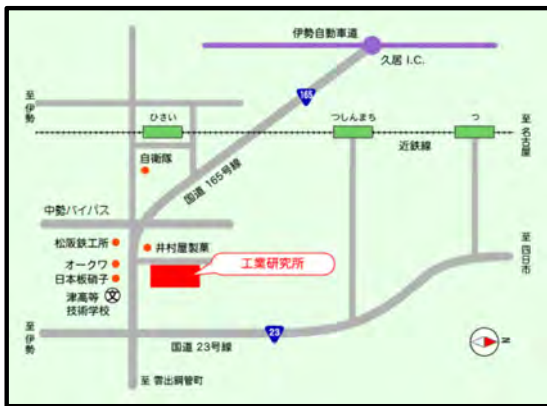 伊勢自動車道
久居 I.C.
至
伊
勢
165
ひさい
つしんまち
つ
至
名
古
屋
近鉄線
自衛隊
国道 165号線
中勢バイパス
松阪鉄工所
井村屋製菓
オークワ
工業研究所
日本板硝子
文
津高等
技術学校
至
四
日
市
至
伊
勢
国道 23号線
23
N
至 雲出鋼管町